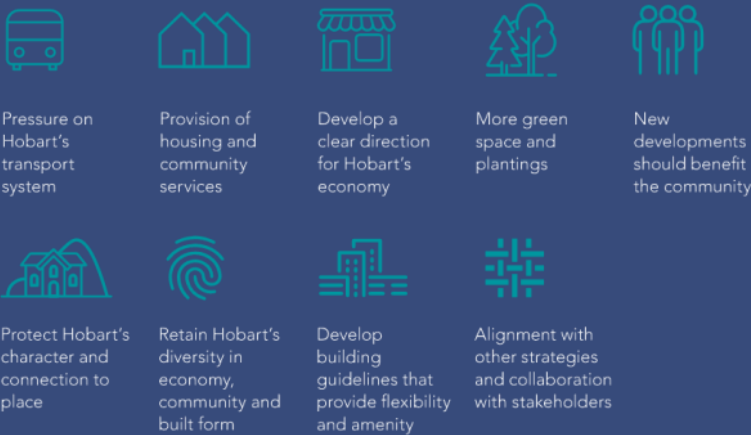 Pressure on
Hobart's
transport
system
Provision of
housing and
community
services
Develop a
clear direction
for Hobart's
economy
More green
space and
plantings
New
developments
should benefit
the community
Protect Hobart's
character and
connection to
place
Retain Hobart's
diversity in
economy,
community and
built form
Develop
building
guidelines that
provide flexibility
and amenity
Alignment with
other strategies
and collaboration
with stakeholders